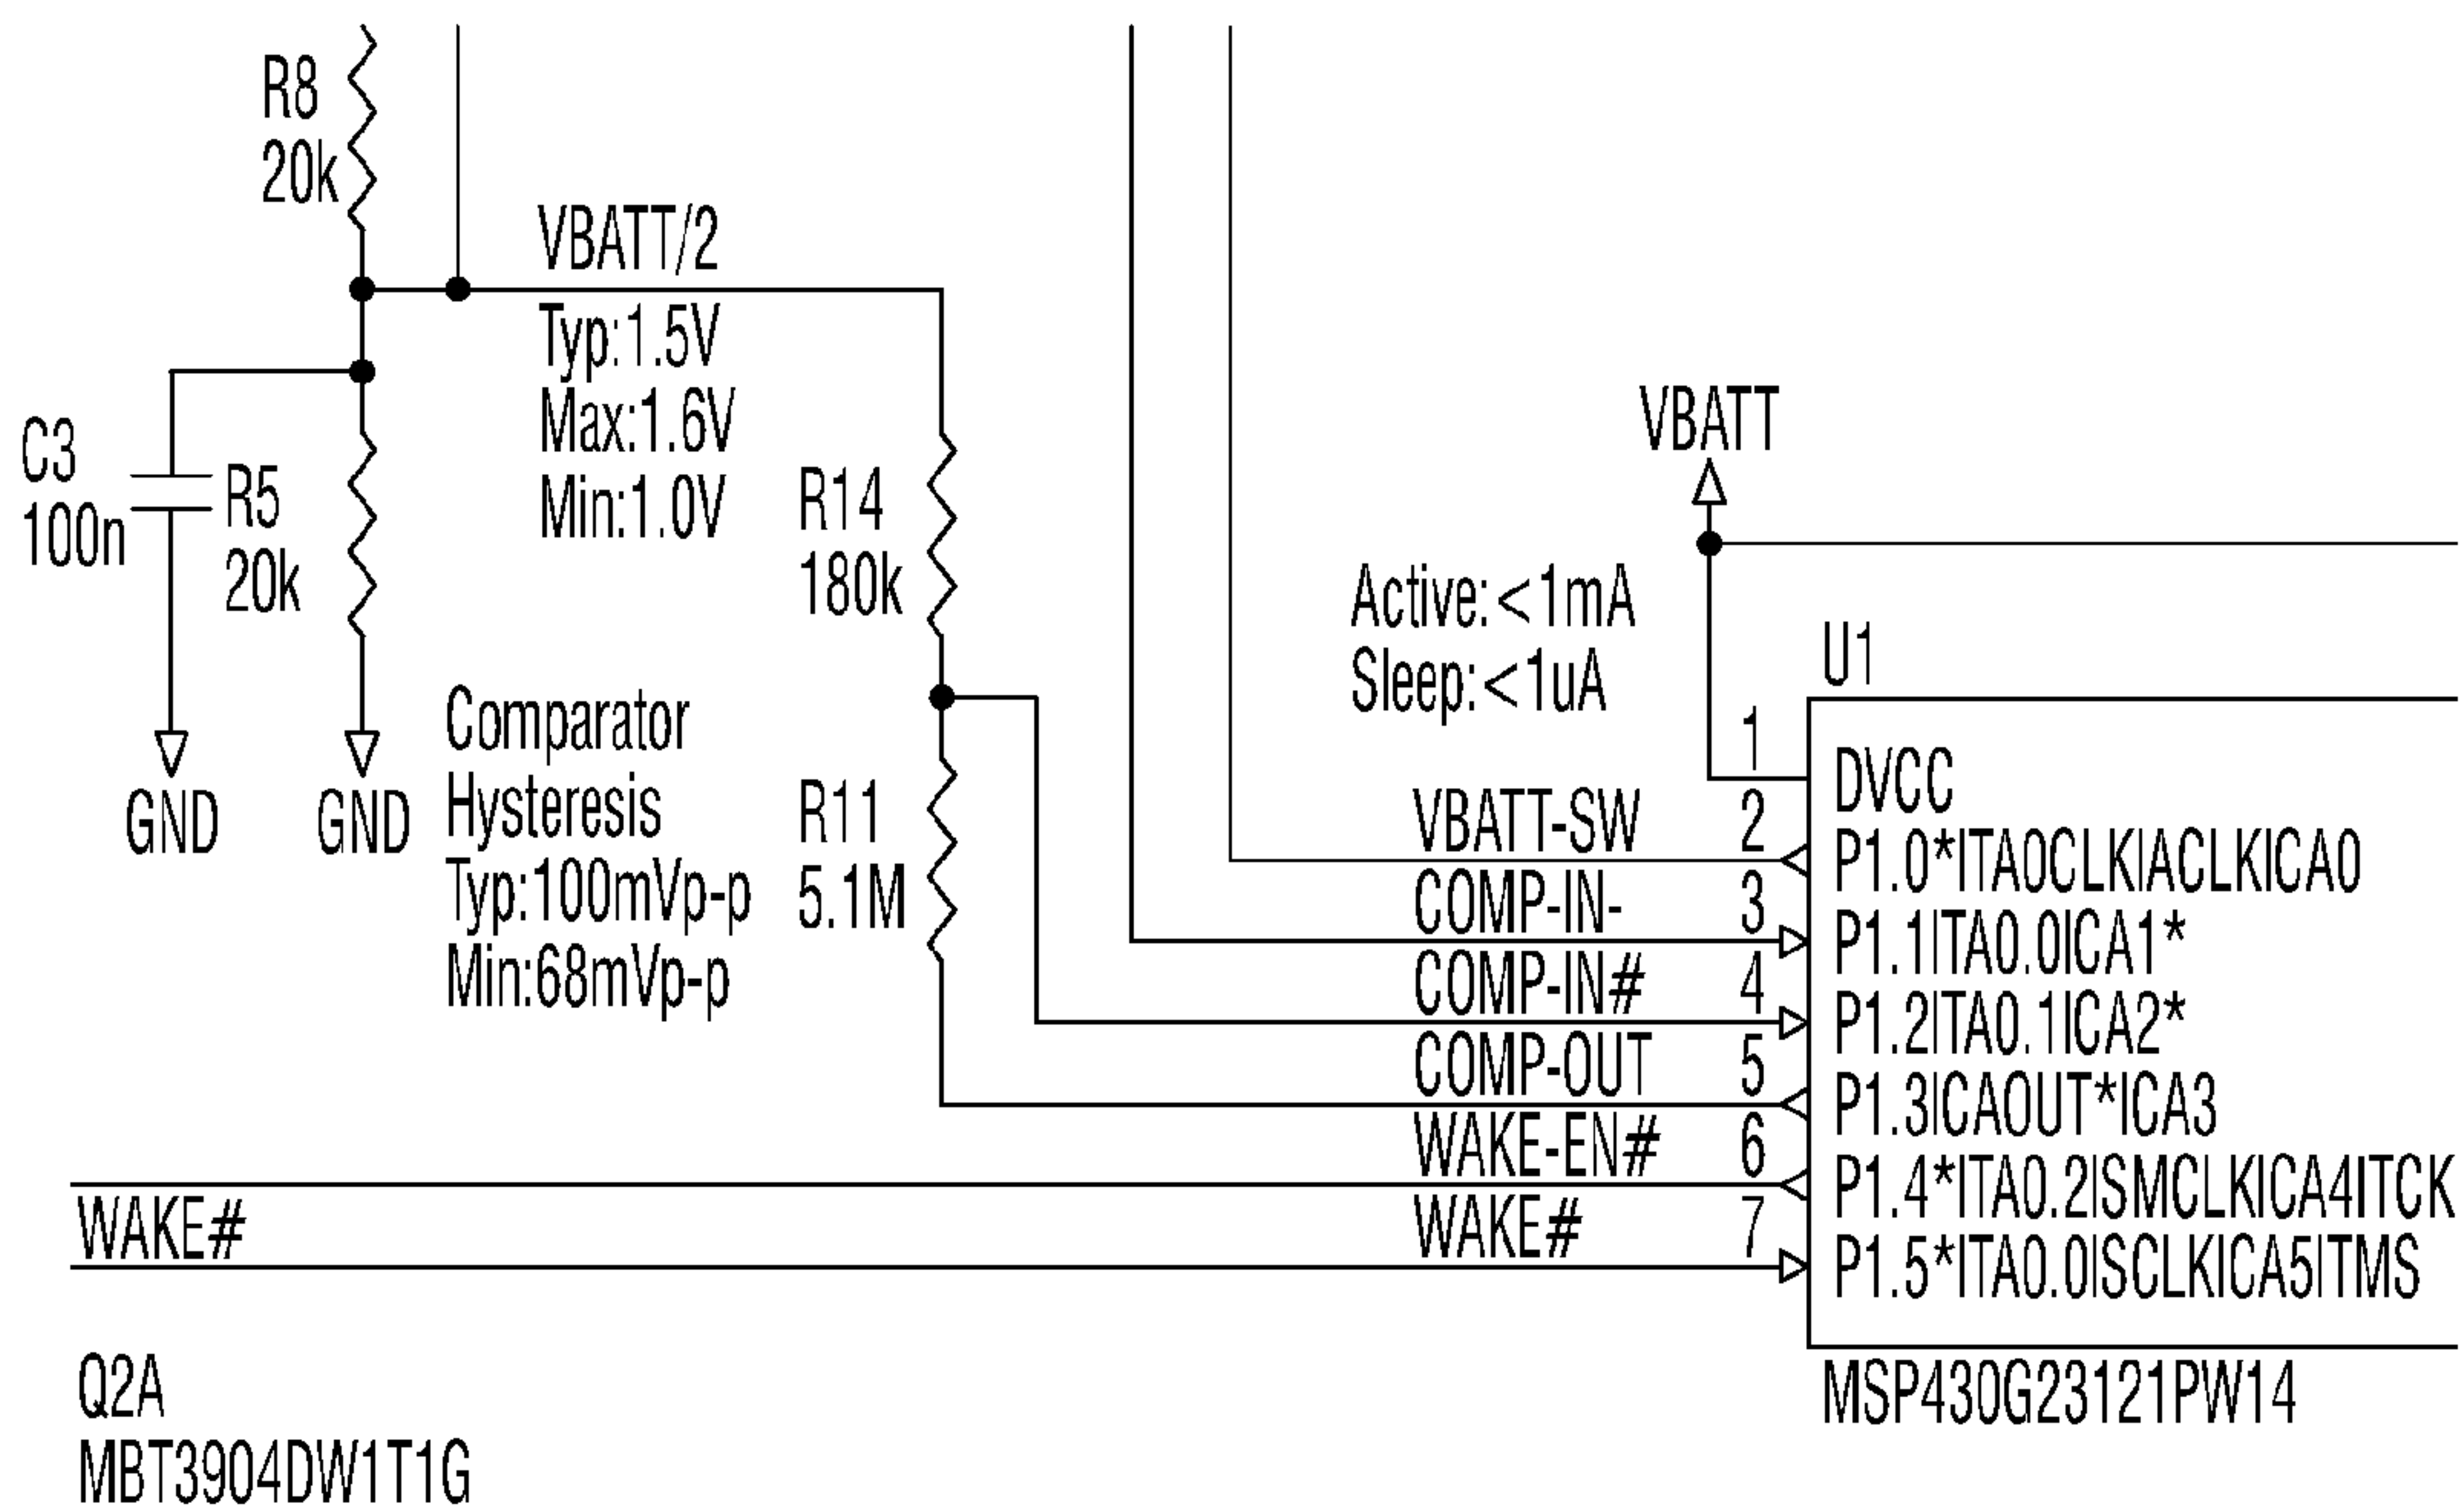 R8
20k
VBATT/2
Typ:1.5V
Max:1.6V
Min:1.0V
C3
100n
R5
20k
GND
GND
R14
180k
Comparator
Hysteresis
Typ:100mVp-p
Min:68mVp-p
R11
5.1M
VBATT
Active:<1mA
Sleep:<1uA
U1
1
DVCC
VBATT-SW
2
P1.0*ITA0CLKIACLKICA0
COMP-IN-
3
P1.1ITA0.0ICA1*
COMP-IN#
4
P1.2ITA0.1ICA2*
COMP-OUT
5
P1.3ICAOUT*ICA3
WAKE-EN#
6
P1.4*ITA0.2ISMCLKICA4ITCK
WAKE#
WAKE#
7
P1.5*ITA0.0ISCLKICA5ITMS
MSP430G23121PW14
Q2A
MBT3904DW1T1G